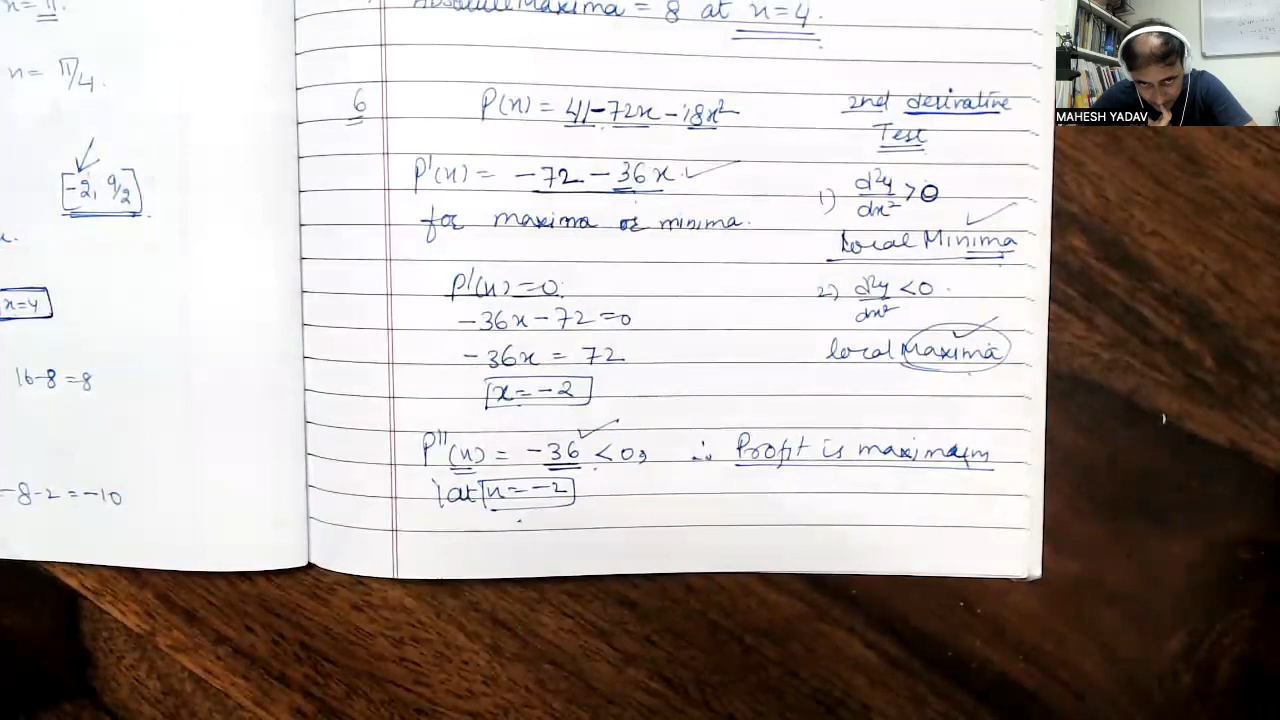 x = π.
Absolute Maxima = 8 at x=4.
x = π/4.
[-2, 9/2]
x=4
16-8 = 8
-8-2 = -10
6
P(x) = 41-72x-18x²
P'(x) = -72-36x.
for maxima or minima.
P'(x)=0.
-36x-72=0
-36x = 72
x = -2
P''(x) = -36 < 0, ∴ Profit is maximum
at x = -2
2nd derivative
Test
1) d²y/dx² > 0
Local Minima
2) d²y/dx² < 0.
local Maxima
MAHESH YADAV